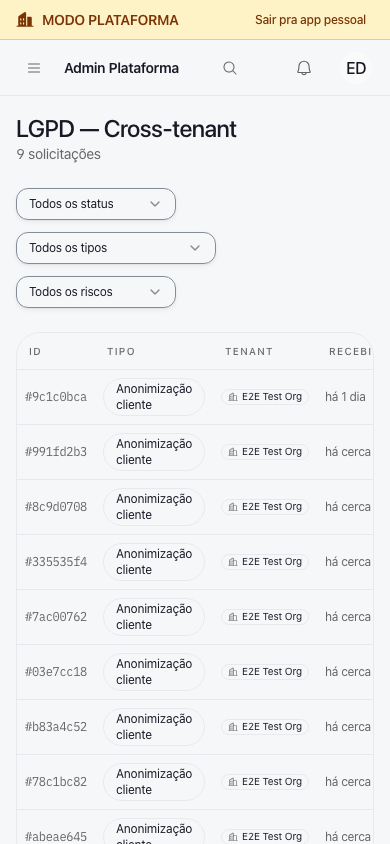 MODO PLATAFORMA Sair pra app pessoal
Admin Plataforma ED
LGPD — Cross-tenant
9 solicitações
Todos os status
Todos os tipos
Todos os riscos
ID TIPO TENANT RECEBI
#9c1c0bca Anonimização cliente E2E Test Org há 1 dia
#991fd2b3 Anonimização cliente E2E Test Org há cerca
#8c9d0708 Anonimização cliente E2E Test Org há cerca
#335535f4 Anonimização cliente E2E Test Org há cerca
#7ac00762 Anonimização cliente E2E Test Org há cerca
#03e7cc18 Anonimização cliente E2E Test Org há cerca
#b83a4c52 Anonimização cliente E2E Test Org há cerca
#78c1bc82 Anonimização cliente E2E Test Org há cerca
#abeae645 Anonimização cliente E2E Test Org há cerca